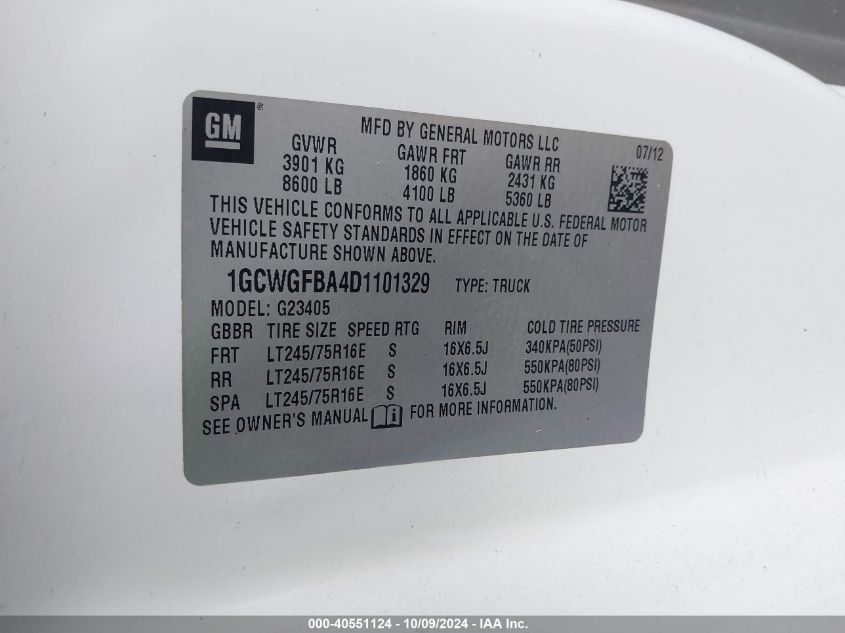 GM ®
MFD BY GENERAL MOTORS LLC 07/12
GVWR GAWR FRT GAWR RR
3901 KG 1860 KG 2431 KG
8600 LB 4100 LB 5360 LB
THIS VEHICLE CONFORMS TO ALL APPLICABLE U.S. FEDERAL MOTOR
VEHICLE SAFETY STANDARDS IN EFFECT ON THE DATE OF
MANUFACTURE SHOWN ABOVE.
1GCWGFBA4D1101329 TYPE: TRUCK
MODEL: G23405
GBBR TIRE SIZE SPEED RTG RIM COLD TIRE PRESSURE
FRT LT245/75R16E S 16X6.5J 340KPA(50PSI)
RR LT245/75R16E S 16X6.5J 550KPA(80PSI)
SPA LT245/75R16E S 16X6.5J 550KPA(80PSI)
SEE OWNER'S MANUAL i FOR MORE INFORMATION.
000-40551124 - 10/09/2024 - IAA Inc.